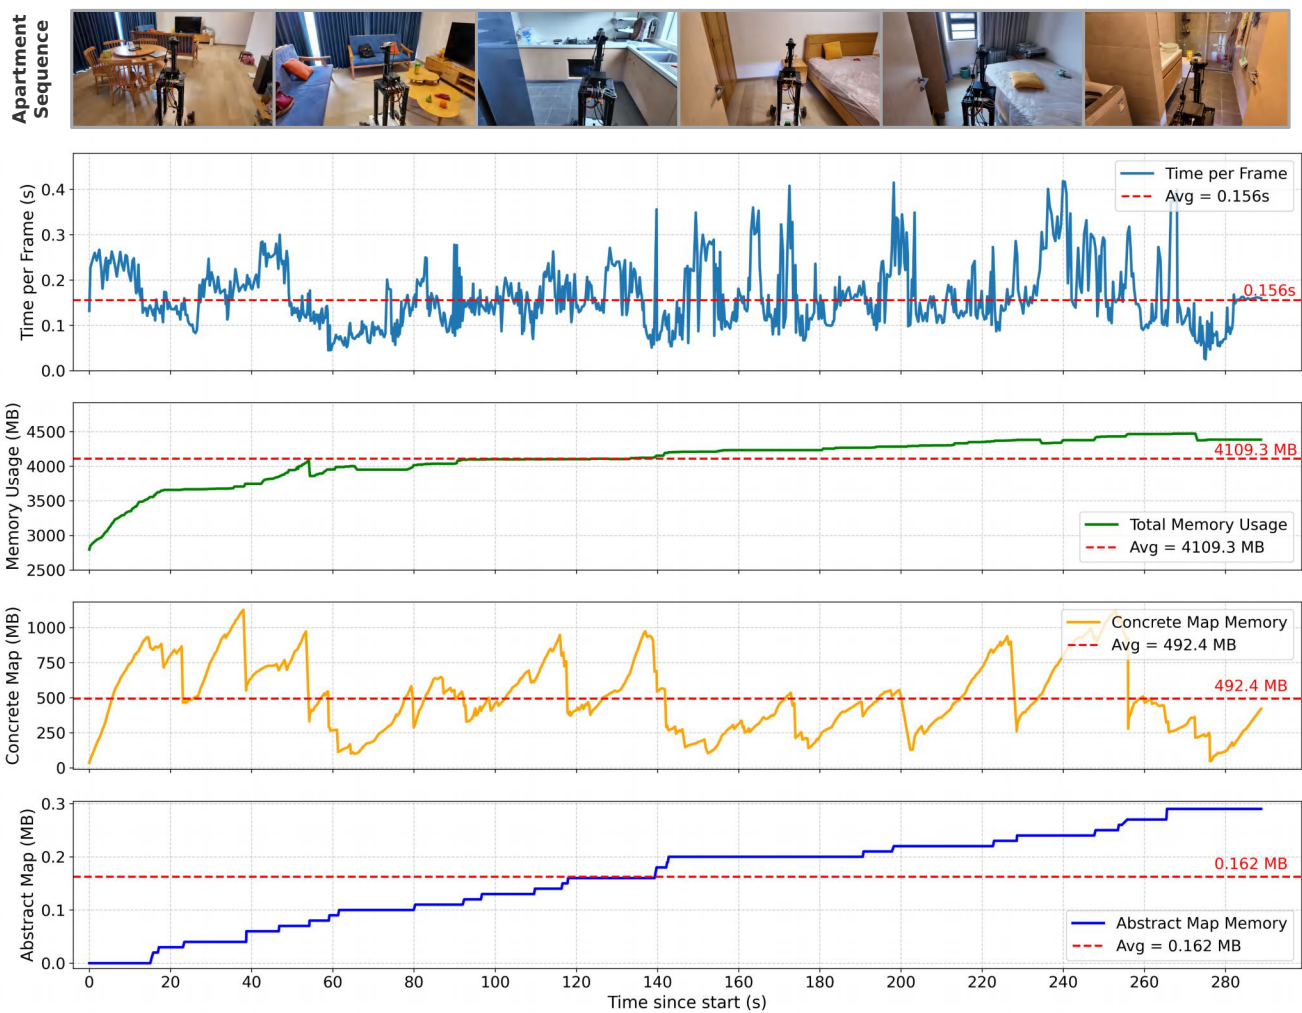 Apartment
Sequence
Time per Frame (s)
0.4
0.3
0.2
0.1
0.0
Time per Frame
Avg = 0.156s
0.156s
Memory Usage (MB)
4500
4000
3500
3000
2500
4109.3 MB
Total Memory Usage
Avg = 4109.3 MB
Concrete Map (MB)
1000
750
500
250
0
Concrete Map Memory
Avg = 492.4 MB
492.4 MB
Abstract Map (MB)
0.3
0.2
0.1
0.0
0.162 MB
Abstract Map Memory
Avg = 0.162 MB
0 20 40 60 80 100 120 140 160 180 200 220 240 260 280
Time since start (s)